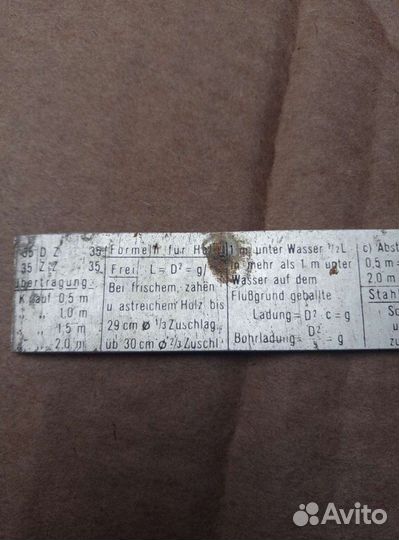 35 D Z 35
35 Z Z 35
Übertragung
K auf 0,5 m
" 1,0 m
" 1,5 m
" 2,0 m
Formeln für
Frei: L = D² = g/
Bei frischem, zähen
u astreichem Holz bis
29 cm Ø 1/3 Zuschlag,
üb 30 cm Ø 2/3 Zuschl
1 m unter Wasser 1/2 L
in mehr als 1 m unter
Wasser auf dem
Flußgrund geballte
Ladung = D² c = g
Bohrladung = D² = g
c) Abst
0,5 m =
2,0 m
Stahl
Sc
u
zu
Avito